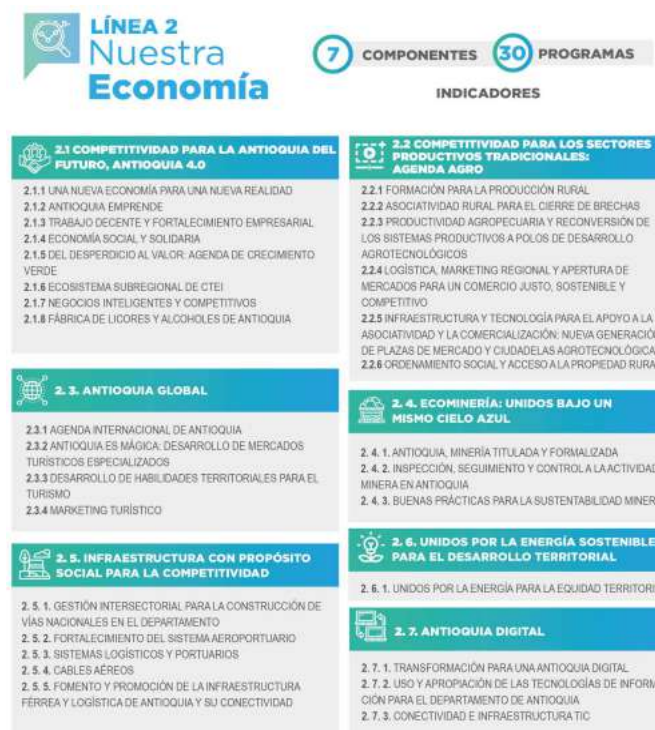 LÍNEA 2
Nuestra
Economía
7 COMPONENTES 30 PROGRAMAS
INDICADORES
2.1 COMPETITIVIDAD PARA LA ANTIOQUIA DEL
FUTURO, ANTIOQUIA 4.0
2.1.1 UNA NUEVA ECONOMÍA PARA UNA NUEVA REALIDAD
2.1.2 ANTIOQUIA EMPRENDE
2.1.3 TRABAJO DECENTE Y FORTALECIMIENTO EMPRESARIAL
2.1.4 ECONOMÍA SOCIAL Y SOLIDARIA
2.1.5 DEL DESPERDICIO AL VALOR: AGENDA DE CRECIMIENTO
VERDE
2.1.6 ECOSISTEMA SUBREGIONAL DE CTEI
2.1.7 NEGOCIOS INTELIGENTES Y COMPETITIVOS
2.1.8 FÁBRICA DE LICORES Y ALCOHOLES DE ANTIOQUIA
2.2 COMPETITIVIDAD PARA LOS SECTORES
PRODUCTIVOS TRADICIONALES:
AGENDA AGRO
2.2.1 FORMACIÓN PARA LA PRODUCCIÓN RURAL
2.2.2 ASOCIATIVIDAD RURAL PARA EL CIERRE DE BRECHAS
2.2.3 PRODUCTIVIDAD AGROPECUARIA Y RECONVERSIÓN DE
LOS SISTEMAS PRODUCTIVOS A POLOS DE DESARROLLO
AGROTECNOLÓGICOS
2.2.4 LOGÍSTICA, MARKETING REGIONAL Y APERTURA DE
MERCADOS PARA UN COMERCIO JUSTO, SOSTENIBLE Y
COMPETITIVO
2.2.5 INFRAESTRUCTURA Y TECNOLOGÍA PARA EL APOYO A LA
ASOCIATIVIDAD Y LA COMERCIALIZACIÓN: NUEVA GENERACIÓN
DE PLAZAS DE MERCADO Y CIUDADELAS AGROTECNOLÓGICA
2.2.6 ORDENAMIENTO SOCIAL Y ACCESO A LA PROPIEDAD RURA
2. 3. ANTIOQUIA GLOBAL
2.3.1 AGENDA INTERNACIONAL DE ANTIOQUIA
2.3.2 ANTIOQUIA ES MÁGICA: DESARROLLO DE MERCADOS
TURÍSTICOS ESPECIALIZADOS
2.3.3 DESARROLLO DE HABILIDADES TERRITORIALES PARA EL
TURISMO
2.3.4 MARKETING TURÍSTICO
2. 4. ECOMINERÍA: UNIDOS BAJO UN
MISMO CIELO AZUL
2. 4. 1. ANTIOQUIA, MINERÍA TITULADA Y FORMALIZADA
2. 4. 2. INSPECCIÓN, SEGUIMIENTO Y CONTROL A LA ACTIVIDAD
MINERA EN ANTIOQUIA
2. 4. 3. BUENAS PRÁCTICAS PARA LA SUSTENTABILIDAD MINER
2. 5. INFRAESTRUCTURA CON PROPÓSITO
SOCIAL PARA LA COMPETITIVIDAD
2. 5. 1. GESTIÓN INTERSECTORIAL PARA LA CONSTRUCCIÓN DE
VÍAS NACIONALES EN EL DEPARTAMENTO
2. 5. 2. FORTALECIMIENTO DEL SISTEMA AEROPORTUARIO
2. 5. 3. SISTEMAS LOGÍSTICOS Y PORTUARIOS
2. 5. 4. CABLES AÉREOS
2. 5. 5. FOMENTO Y PROMOCIÓN DE LA INFRAESTRUCTURA
FÉRREA Y LOGÍSTICA DE ANTIOQUIA Y SU CONECTIVIDAD
2. 6. UNIDOS POR LA ENERGÍA SOSTENIBLE
PARA EL DESARROLLO TERRITORIAL
2. 6. 1. UNIDOS POR LA ENERGÍA PARA LA EQUIDAD TERRITORI
2. 7. ANTIOQUIA DIGITAL
2. 7. 1. TRANSFORMACIÓN PARA UNA ANTIOQUIA DIGITAL
2. 7. 2. USO Y APROPIACIÓN DE LAS TECNOLOGÍAS DE INFORM
CIÓN PARA EL DEPARTAMENTO DE ANTIOQUIA
2. 7. 3. CONECTIVIDAD E INFRAESTRUCTURA TIC